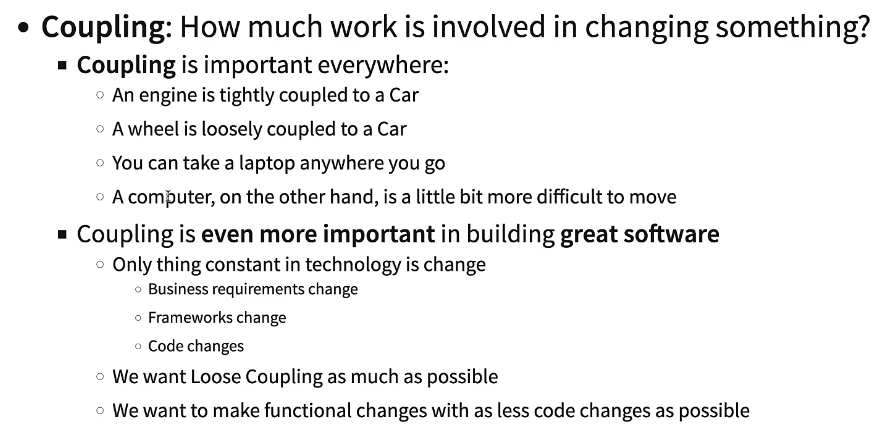 Coupling: How much work is involved in changing something?
Coupling is important everywhere:
An engine is tightly coupled to a Car
A wheel is loosely coupled to a Car
You can take a laptop anywhere you go
A computer, on the other hand, is a little bit more difficult to move
Coupling is even more important in building great software
Only thing constant in technology is change
Business requirements change
Frameworks change
Code changes
We want Loose Coupling as much as possible
We want to make functional changes with as less code changes as possible